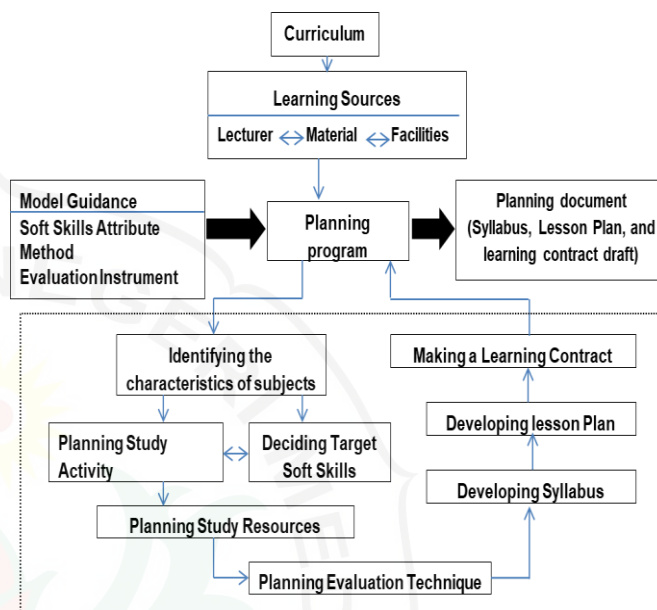 Curriculum
Learning Sources
Lecturer
Material
Facilities
Model Guidance
Soft Skills Attribute
Method
Evaluation Instrument
Planning
program
Planning document
(Syllabus, Lesson Plan, and
learning contract draft)
Identifying the
characteristics of subjects
Making a Learning Contract
Planning Study
Activity
Deciding Target
Soft Skills
Developing lesson Plan
Developing Syllabus
Planning Study Resources
Planning Evaluation Technique
EGERI ME